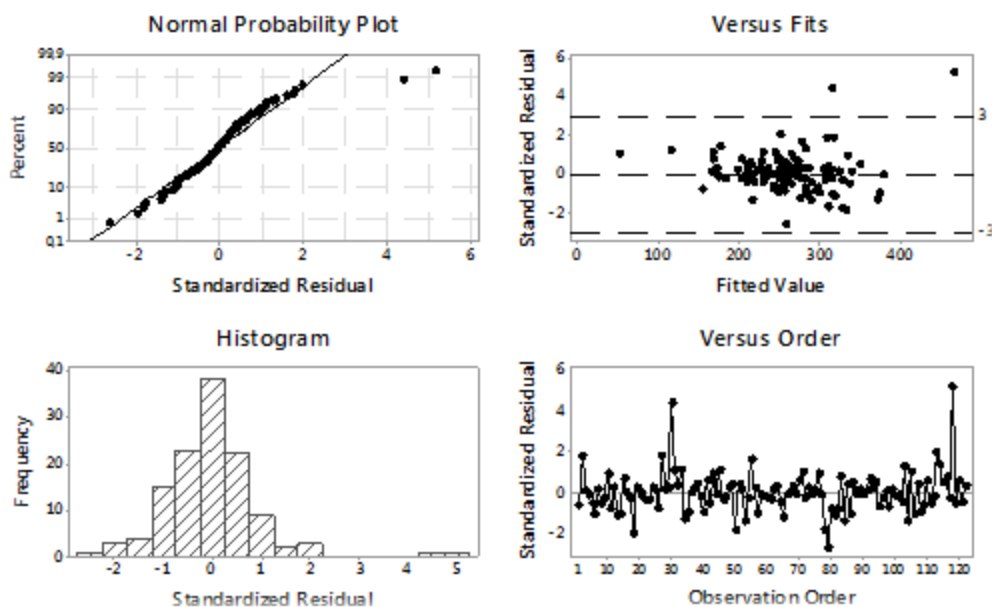 Normal Probability Plot
Percent
99.9
99
90
50
10
1
0,1
-2 0 2 4 6
Standardized Residual
Versus Fits
Standardized Residual
6
4
2
0
-2
3
-3
0 100 200 300 400
Fitted Value
Histogram
Frequency
40
30
20
10
0
-2 -1 0 1 2 3 4 5
Standardized Residual
Versus Order
Standardized Residual
6
4
2
0
-2
1 10 20 30 40 50 60 70 80 90 100 110 120
Observation Order